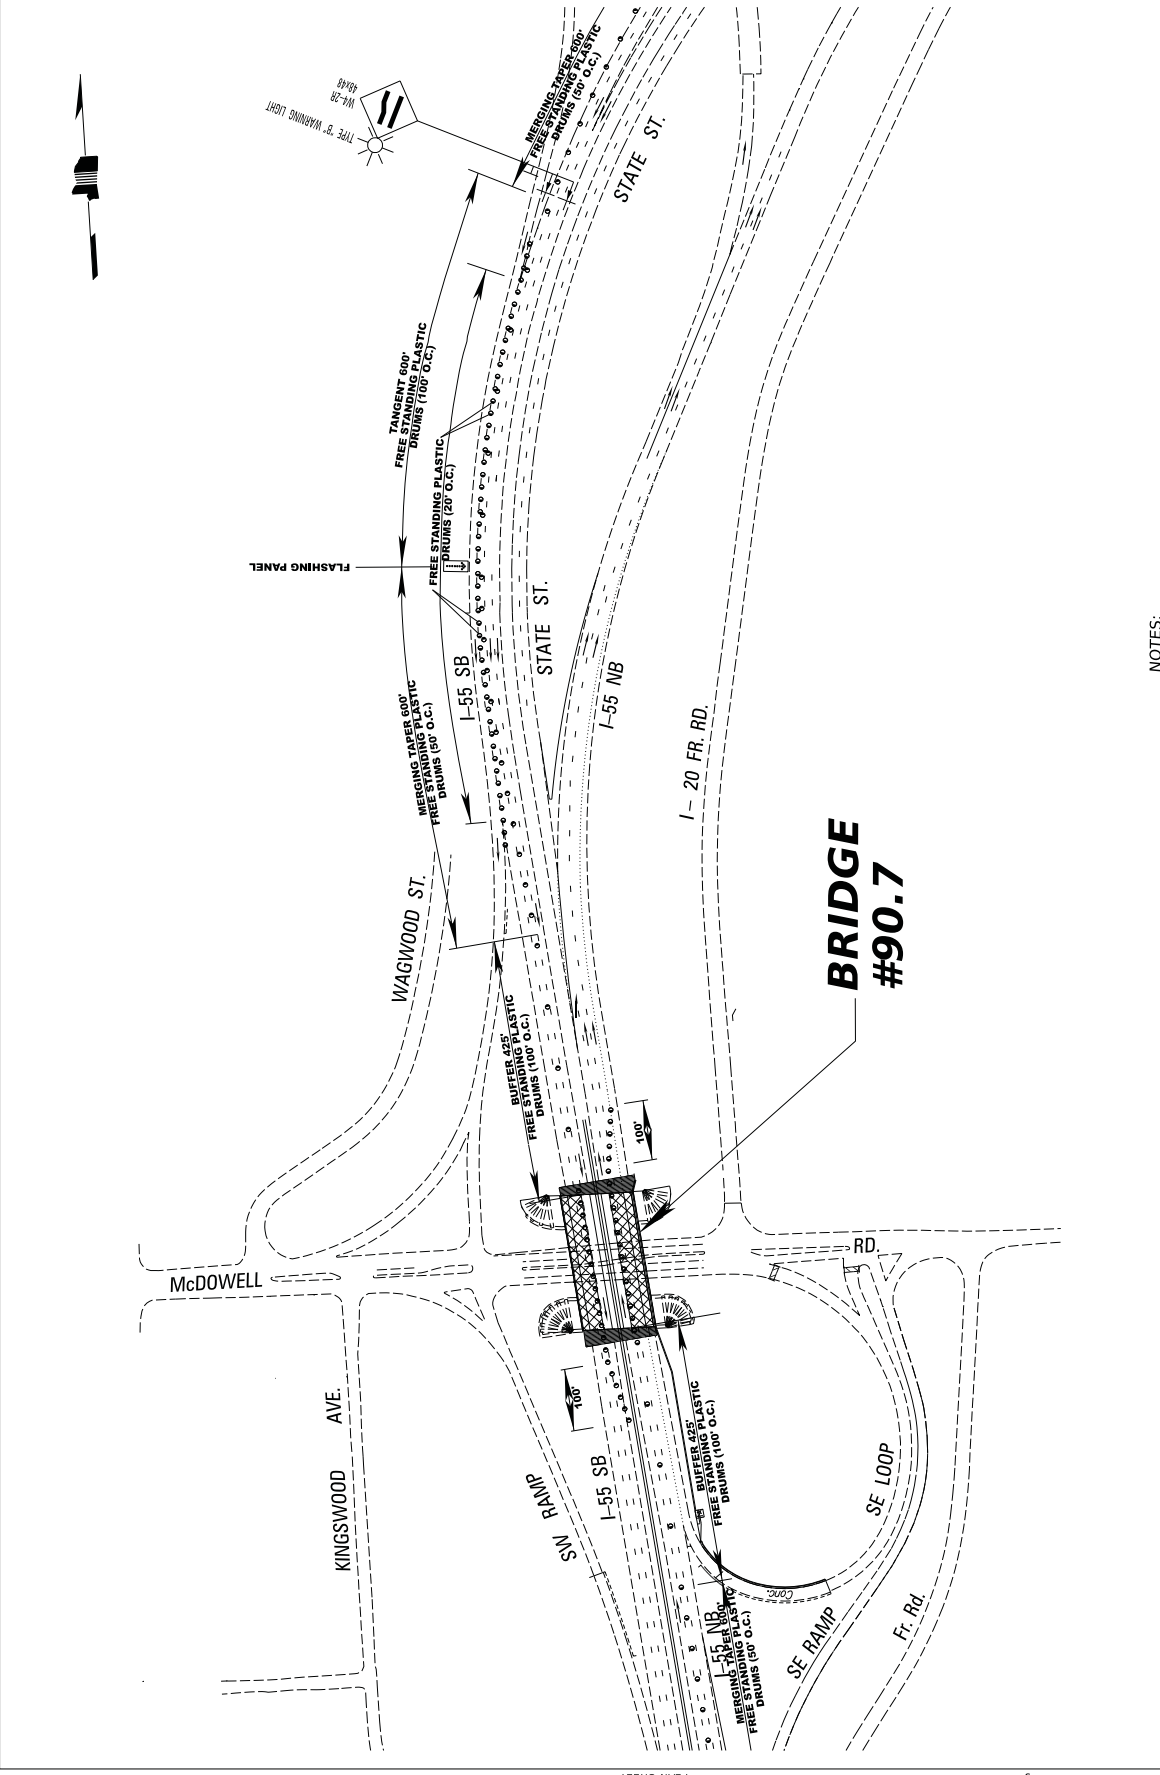 MERGING TAPER 600'
FREE STANDING PLASTIC
DRUMS (50' O.C.)
W4-2R
48x48
TYPE "B" WARNING LIGHT
STATE ST.
TANGENT 600'
FREE STANDING PLASTIC
DRUMS (100' O.C.)
FREE STANDING PLASTIC
DRUMS (20' O.C.)
FLASHING PANEL
I-55 SB
STATE ST.
I-55 NB
I- 20 FR. RD.
NOTES:
MERGING TAPER 600'
FREE STANDING PLASTIC
DRUMS (50' O.C.)
WAGWOOD ST.
BRIDGE
#90.7
BUFFER 425'
FREE STANDING PLASTIC
DRUMS (100' O.C.)
100'
McDOWELL
RD.
KINGSWOOD AVE.
100'
SW RAMP
I-55 SB
BUFFER 425'
FREE STANDING PLASTIC
DRUMS (100' O.C.)
SE LOOP
Conc.
I-55 NB
MERGING TAPER 600'
FREE STANDING PLASTIC
DRUMS (50' O.C.)
SE RAMP
Fr. Rd.